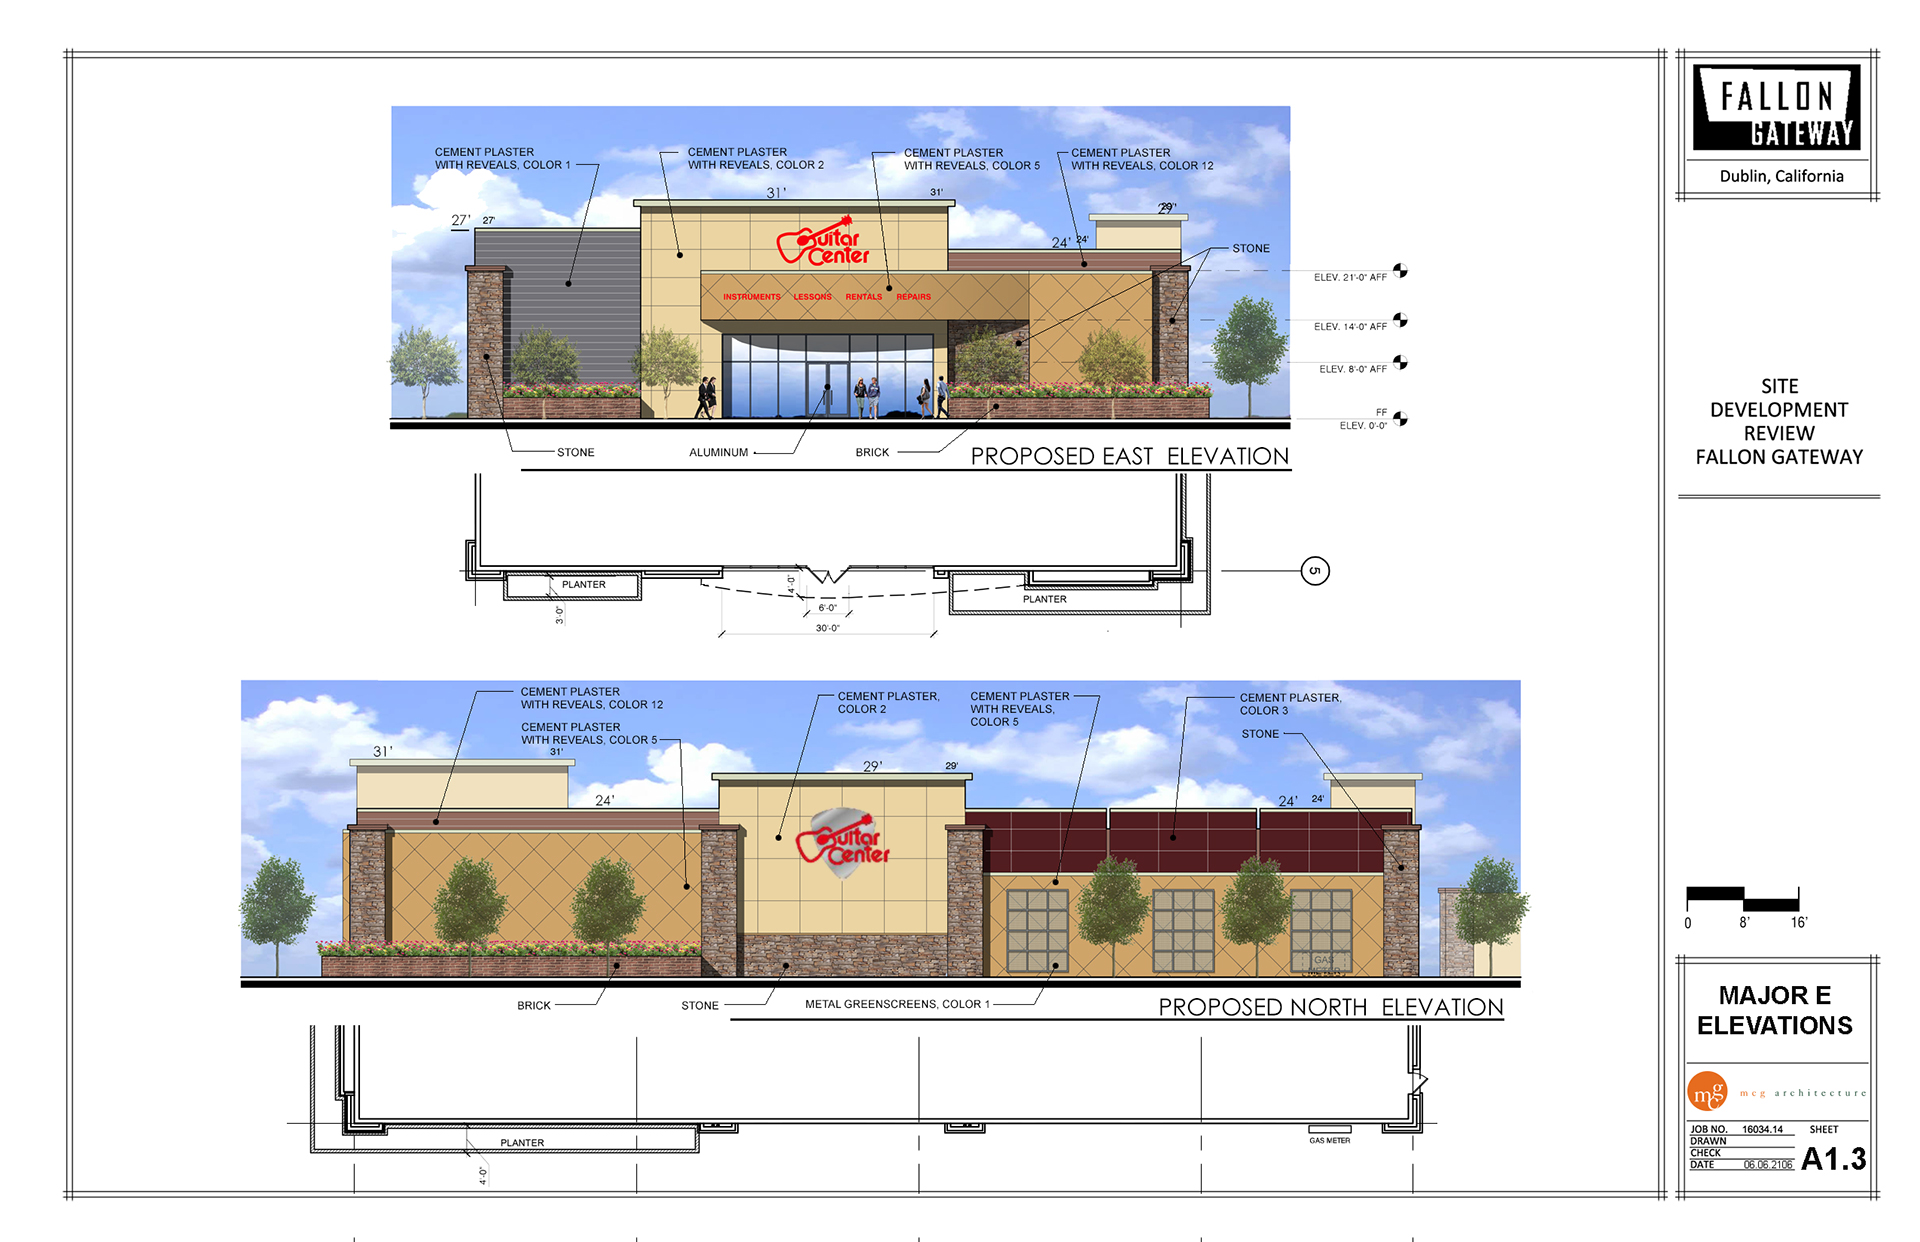 FALLON
GATEWAY
Dublin, California
SITE
DEVELOPMENT
REVIEW
FALLON GATEWAY
CEMENT PLASTER
WITH REVEALS, COLOR 1
CEMENT PLASTER
WITH REVEALS, COLOR 2
CEMENT PLASTER
WITH REVEALS, COLOR 5
CEMENT PLASTER
WITH REVEALS, COLOR 12
27'
27'
31'
31'
29'
24'
24'
STONE
Guitar
Center
INSTRUMENTS LESSONS RENTALS REPAIRS
ELEV. 21'-0" AFF
ELEV. 14'-0" AFF
ELEV. 8'-0" AFF
FF
ELEV. 0'-0"
STONE
ALUMINUM
BRICK
PROPOSED EAST ELEVATION
PLANTER
3'-0"
4'-0"
6'-0"
30'-0"
PLANTER
5
CEMENT PLASTER
WITH REVEALS, COLOR 12
CEMENT PLASTER
WITH REVEALS, COLOR 5
CEMENT PLASTER,
COLOR 2
CEMENT PLASTER
WITH REVEALS,
COLOR 5
CEMENT PLASTER,
COLOR 3
STONE
31'
31'
24'
29'
29'
24'
24'
Guitar
Center
GAS
METER
BRICK
STONE
METAL GREENSCREENS, COLOR 1
PROPOSED NORTH ELEVATION
PLANTER
4'-0"
GAS METER
0 8' 16'
MAJOR E
ELEVATIONS
mcg
mcg architecture
JOB NO. 16034.14 SHEET
DRAWN
CHECK
DATE 06.06.2106
A1.3